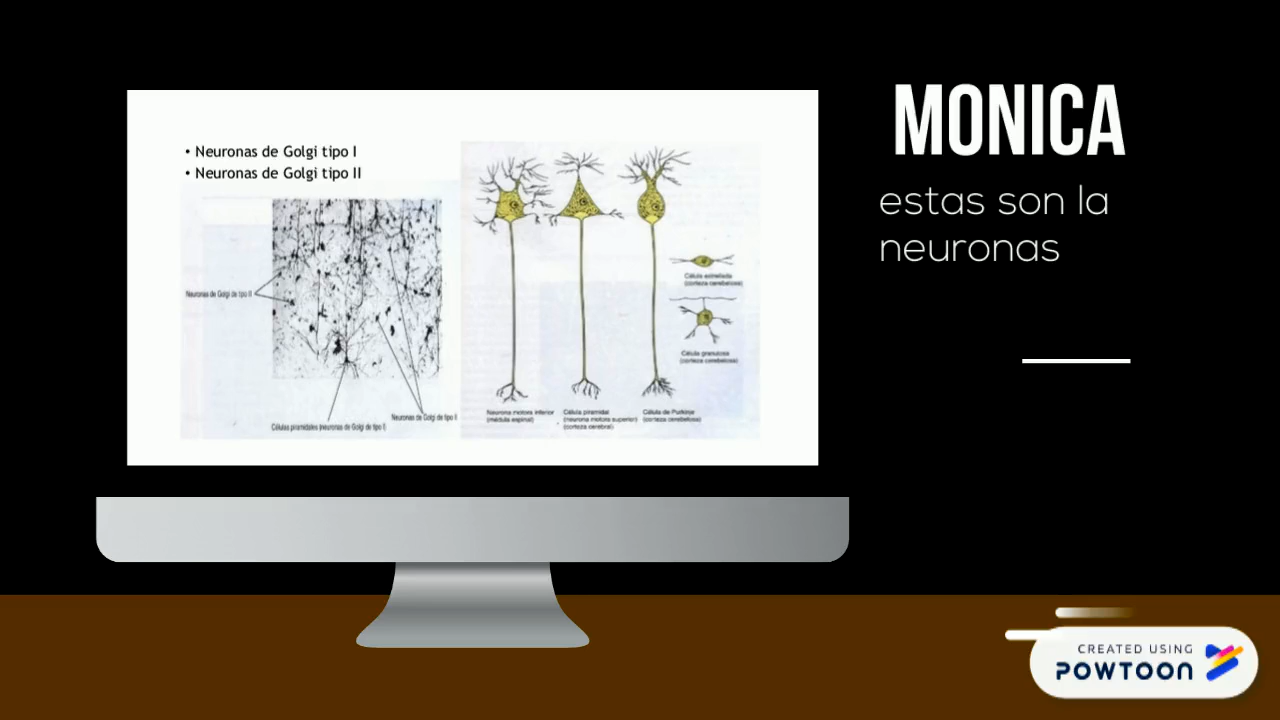 • Neuronas de Golgi tipo I
• Neuronas de Golgi tipo II
Neuronas de Golgi de tipo II
Neuronas de Golgi de tipo II
Células piramidales (neuronas de Golgi de tipo I)
Célula estrellada
(corteza cerebelosa)
Célula granulosa
(corteza cerebelosa)
Neurona motora inferior
(médula espinal)
Célula piramidal
(neurona motora superior)
(corteza cerebral)
Célula de Purkinje
(corteza cerebelosa)
MONICA
estas son la
neuronas
CREATED USING
POWTOON